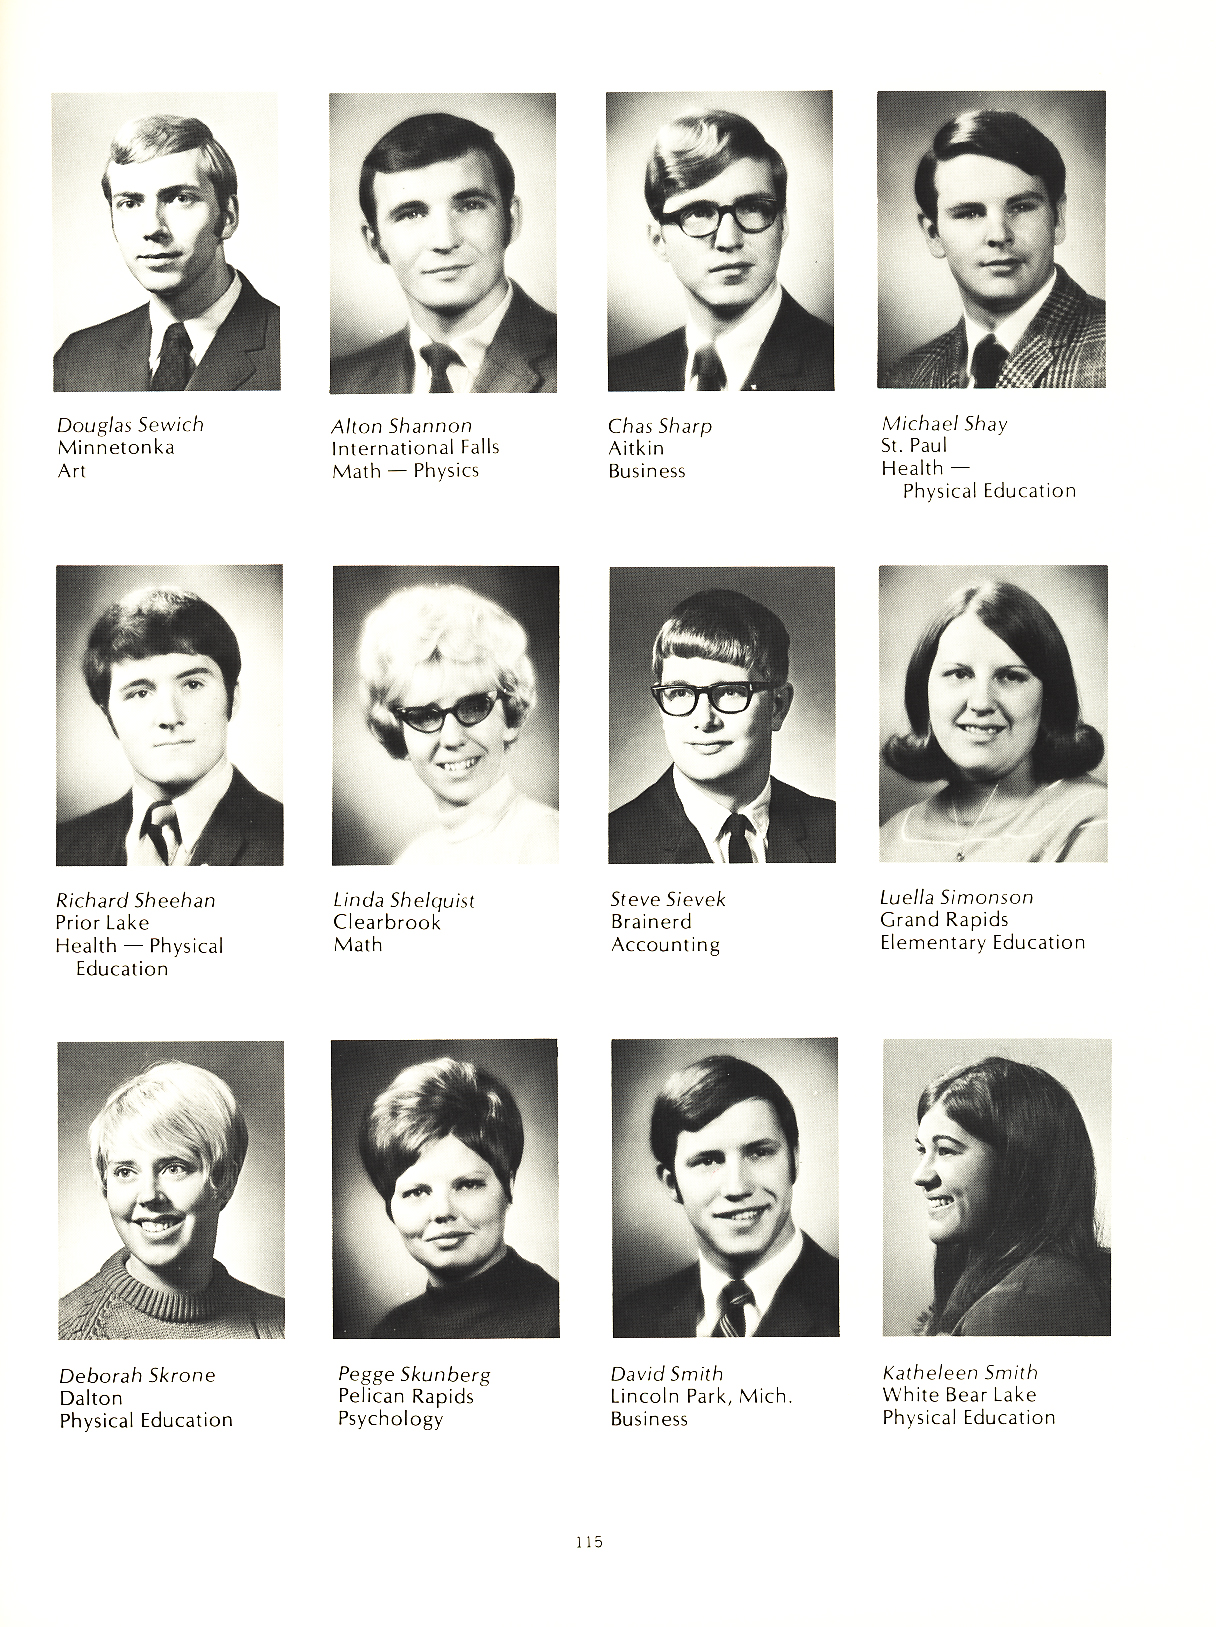 Douglas Sewich
Minnetonka
Art
Alton Shannon
International Falls
Math — Physics
Chas Sharp
Aitkin
Business
Michael Shay
St. Paul
Health —
Physical Education
Richard Sheehan
Prior Lake
Health — Physical
Education
Linda Shelquist
Clearbrook
Math
Steve Sievek
Brainerd
Accounting
Luella Simonson
Grand Rapids
Elementary Education
Deborah Skrone
Dalton
Physical Education
Pegge Skunberg
Pelican Rapids
Psychology
David Smith
Lincoln Park, Mich.
Business
Katheleen Smith
White Bear Lake
Physical Education
115